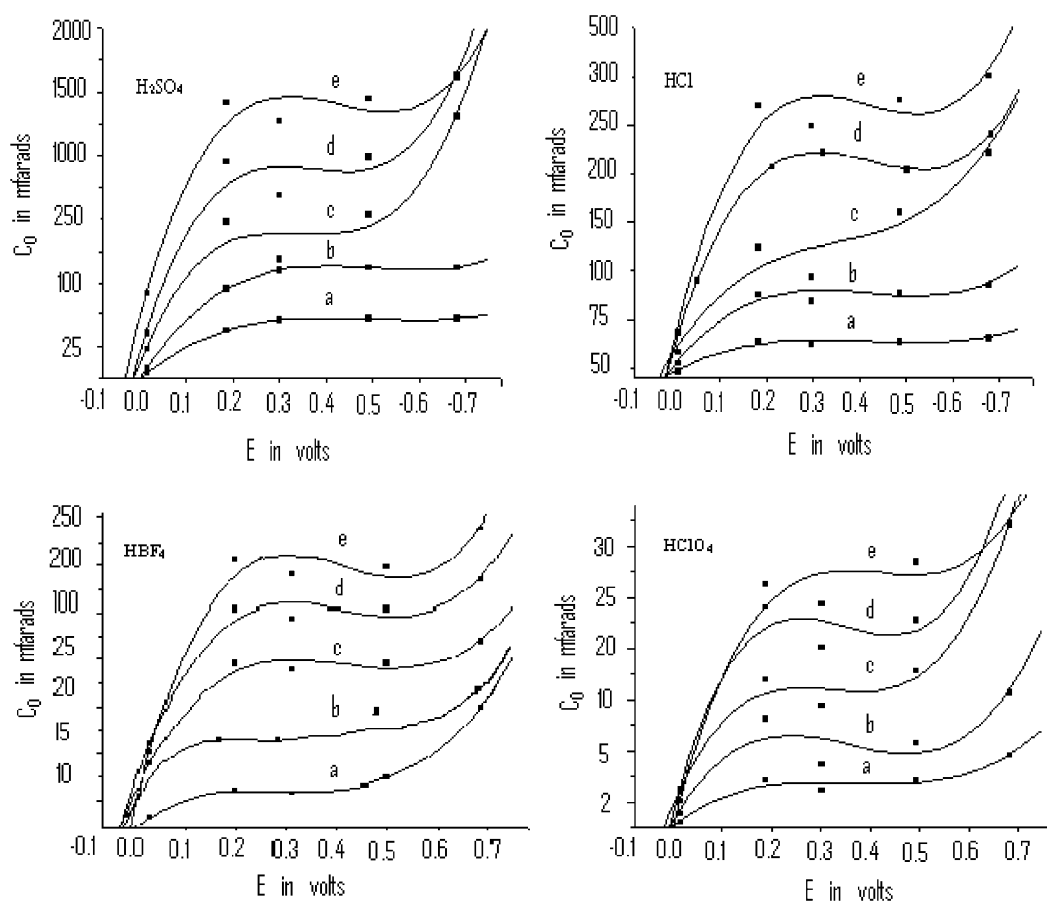 2000
1500
1000
250
100
25
C₀ in mfarads
H₂SO₄
e
d
c
b
a
-0.1 0.0 0.1 0.2 0.3 0.4 0.5 -0.6 -0.7
E in volts
500
300
250
200
150
100
75
50
C₀ in mfarads
HCl
e
d
c
b
a
-0.1 0.0 0.1 0.2 0.3 0.4 0.5 -0.6 -0.7
E in volts
250
200
100
25
20
15
10
C₀ in mfarads
HBF₄
e
d
c
b
a
-0.1 0.0 0.1 0.2 0.3 0.4 0.5 0.6 0.7
E in volts
30
25
20
10
5
2
C₀ in mfarads
HClO₄
e
d
c
b
a
-0.1 0.0 0.1 0.2 0.3 0.4 0.5 0.6 0.7
E in volts